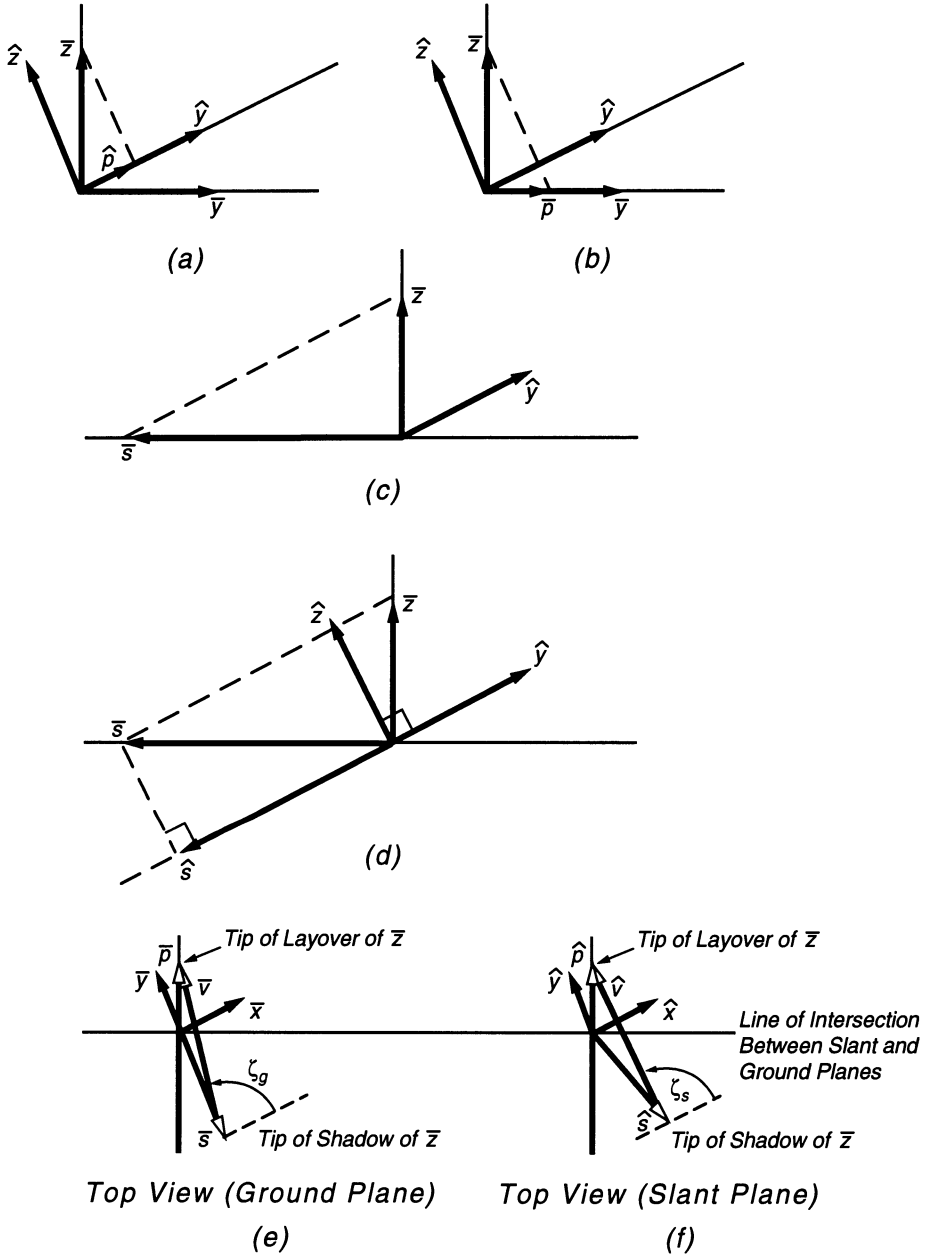 ẑ
z̄
p̂
ŷ
ȳ
(a)
ẑ
z̄
ŷ
p̄
ȳ
(b)
z̄
ŷ
s̄
(c)
ẑ
z̄
ŷ
s̄
ŝ
(d)
Tip of Layover of z̄
p̄
ȳ
v̄
x̄
ζg
s̄
Tip of Shadow of z̄
Top View (Ground Plane)
(e)
Tip of Layover of z̄
p̂
ŷ
v̂
x̂
Line of Intersection
Between Slant and
Ground Planes
ζs
ŝ
Tip of Shadow of z̄
Top View (Slant Plane)
(f)